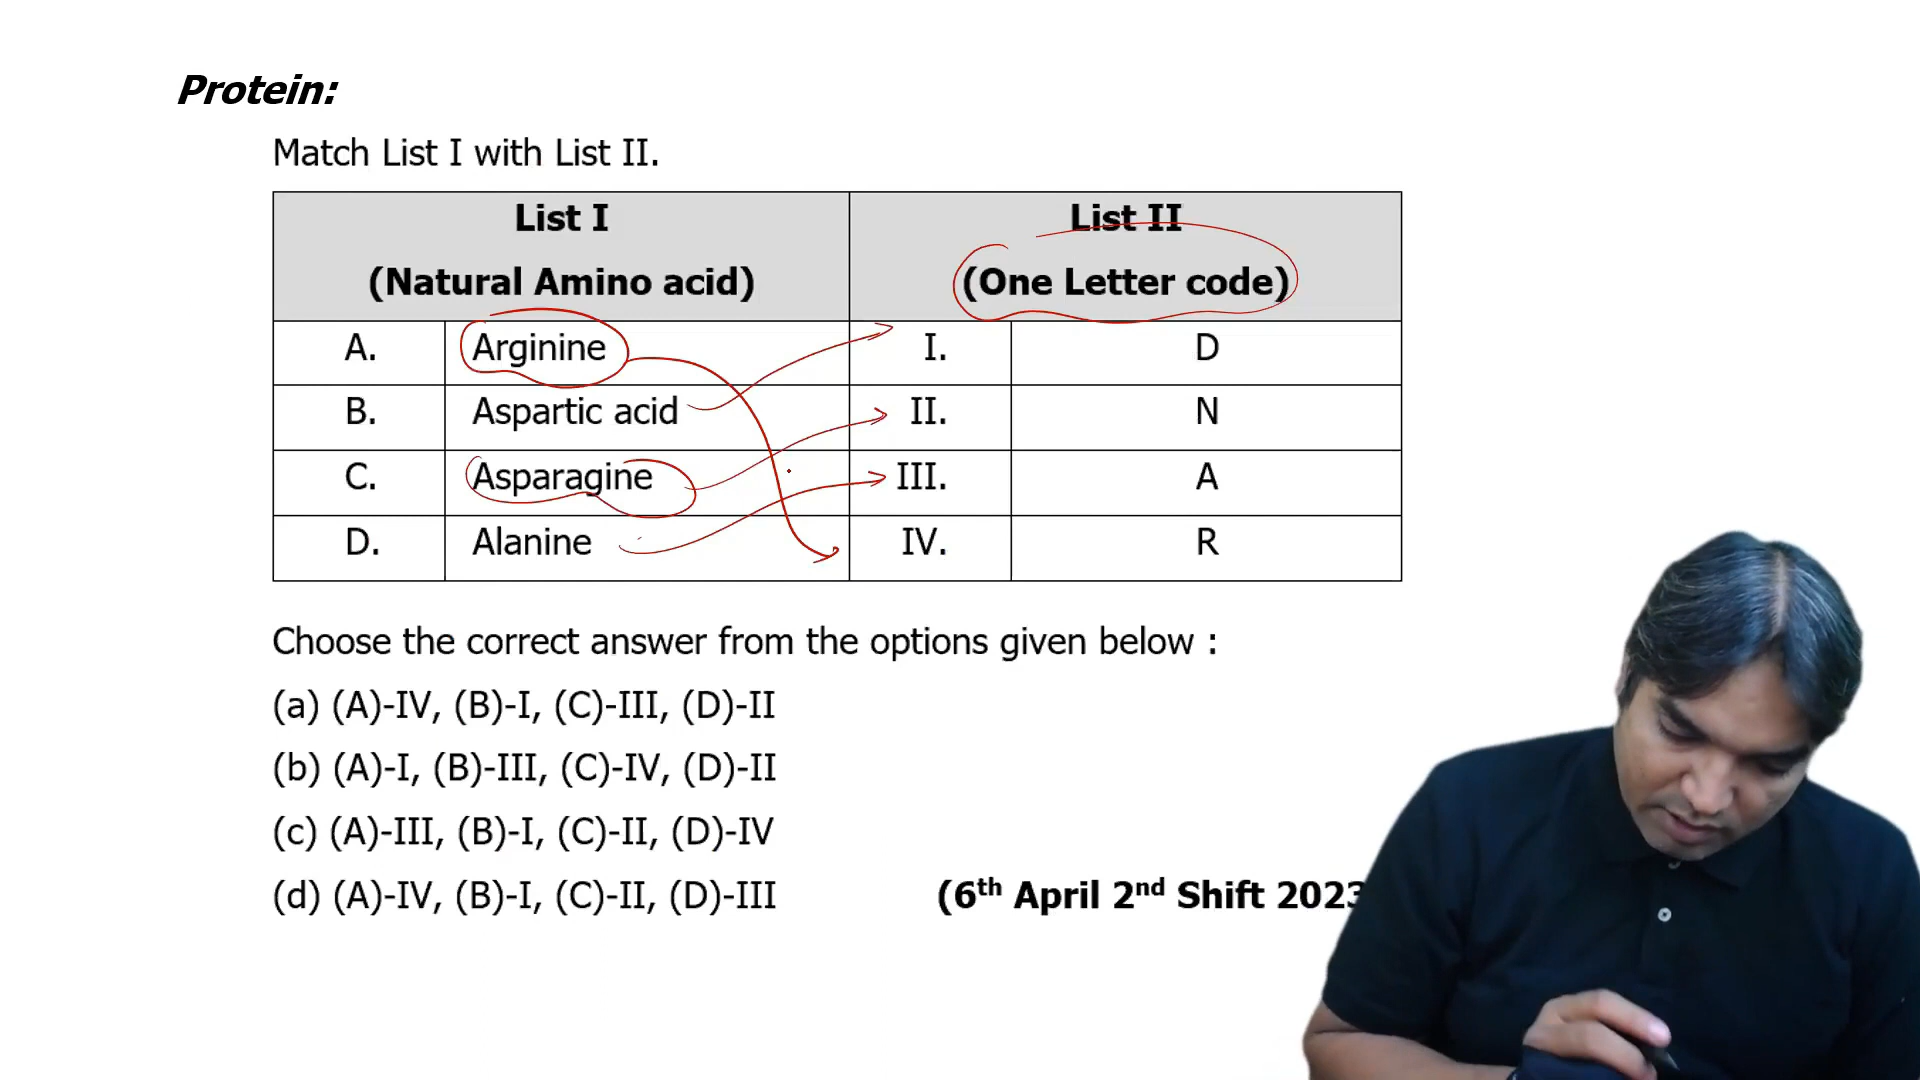 Protein:
Match List I with List II.
List I List II
(Natural Amino acid) (One Letter code)
A. Arginine I. D
B. Aspartic acid II. N
C. Asparagine III. A
D. Alanine IV. R
Choose the correct answer from the options given below :
(a) (A)-IV, (B)-I, (C)-III, (D)-II
(b) (A)-I, (B)-III, (C)-IV, (D)-II
(c) (A)-III, (B)-I, (C)-II, (D)-IV
(d) (A)-IV, (B)-I, (C)-II, (D)-III (6th April 2nd Shift 2023